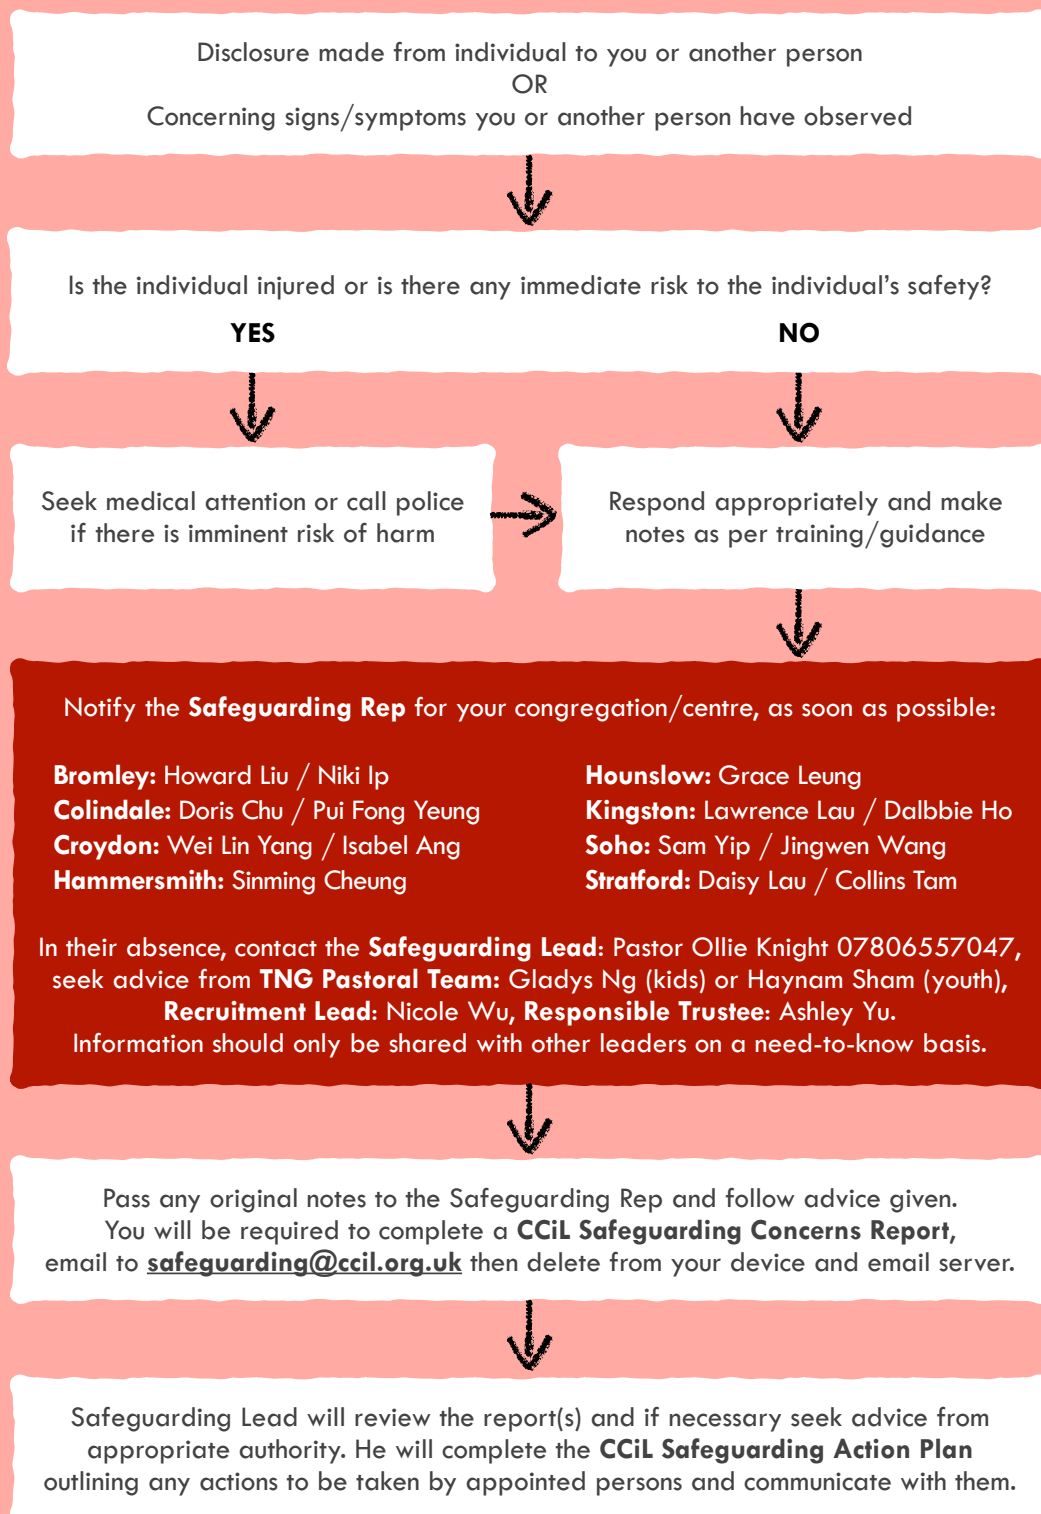 Disclosure made from individual to you or another person
OR
Concerning signs/symptoms you or another person have observed
Is the individual injured or is there any immediate risk to the individual’s safety?
YES
NO
Seek medical attention or call police
if there is imminent risk of harm
Respond appropriately and make
notes as per training/guidance
Notify the Safeguarding Rep for your congregation/centre, as soon as possible:
Bromley: Howard Liu / Niki Ip
Colindale: Doris Chu / Pui Fong Yeung
Croydon: Wei Lin Yang / Isabel Ang
Hammersmith: Sinming Cheung
Hounslow: Grace Leung
Kingston: Lawrence Lau / Dalbbie Ho
Soho: Sam Yip / Jingwen Wang
Stratford: Daisy Lau / Collins Tam
In their absence, contact the Safeguarding Lead: Pastor Ollie Knight 07806557047,
seek advice from TNG Pastoral Team: Gladys Ng (kids) or Haynam Sham (youth),
Recruitment Lead: Nicole Wu, Responsible Trustee: Ashley Yu.
Information should only be shared with other leaders on a need-to-know basis.
Pass any original notes to the Safeguarding Rep and follow advice given.
You will be required to complete a CCiL Safeguarding Concerns Report,
email to safeguarding@ccil.org.uk then delete from your device and email server.
Safeguarding Lead will review the report(s) and if necessary seek advice from
appropriate authority. He will complete the CCiL Safeguarding Action Plan
outlining any actions to be taken by appointed persons and communicate with them.